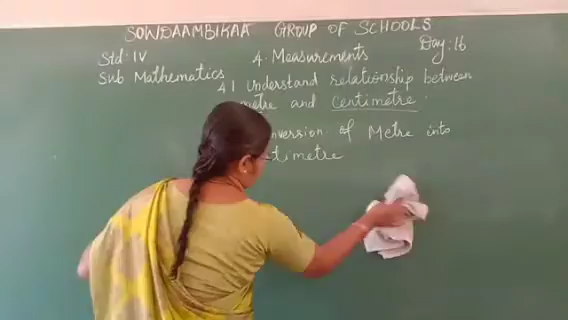 SOWDAAMBIKAA GROUP OF SCHOOLS
Std: IV 4. Measurements Day: 16
Sub Mathematics
4.1 Understand relationship between
metre and centimetre.
of Metre into